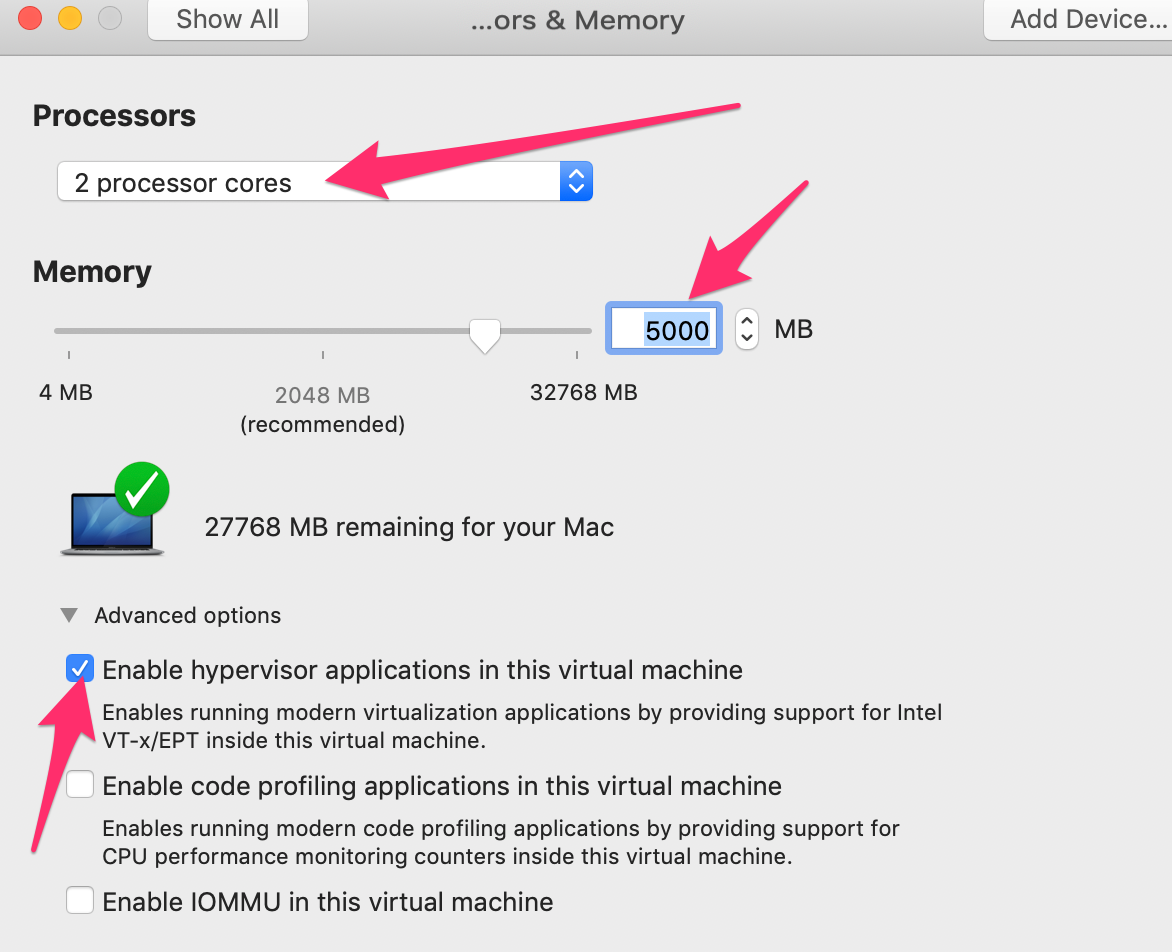 Show All
...ors & Memory
Add Device...
Processors
2 processor cores
Memory
5000
MB
4 MB
2048 MB
32768 MB
(recommended)
27768 MB remaining for your Mac
Advanced options
Enable hypervisor applications in this virtual machine
Enables running modern virtualization applications by providing support for Intel
VT-x/EPT inside this virtual machine.
Enable code profiling applications in this virtual machine
Enables running modern code profiling applications by providing support for
CPU performance monitoring counters inside this virtual machine.
Enable IOMMU in this virtual machine